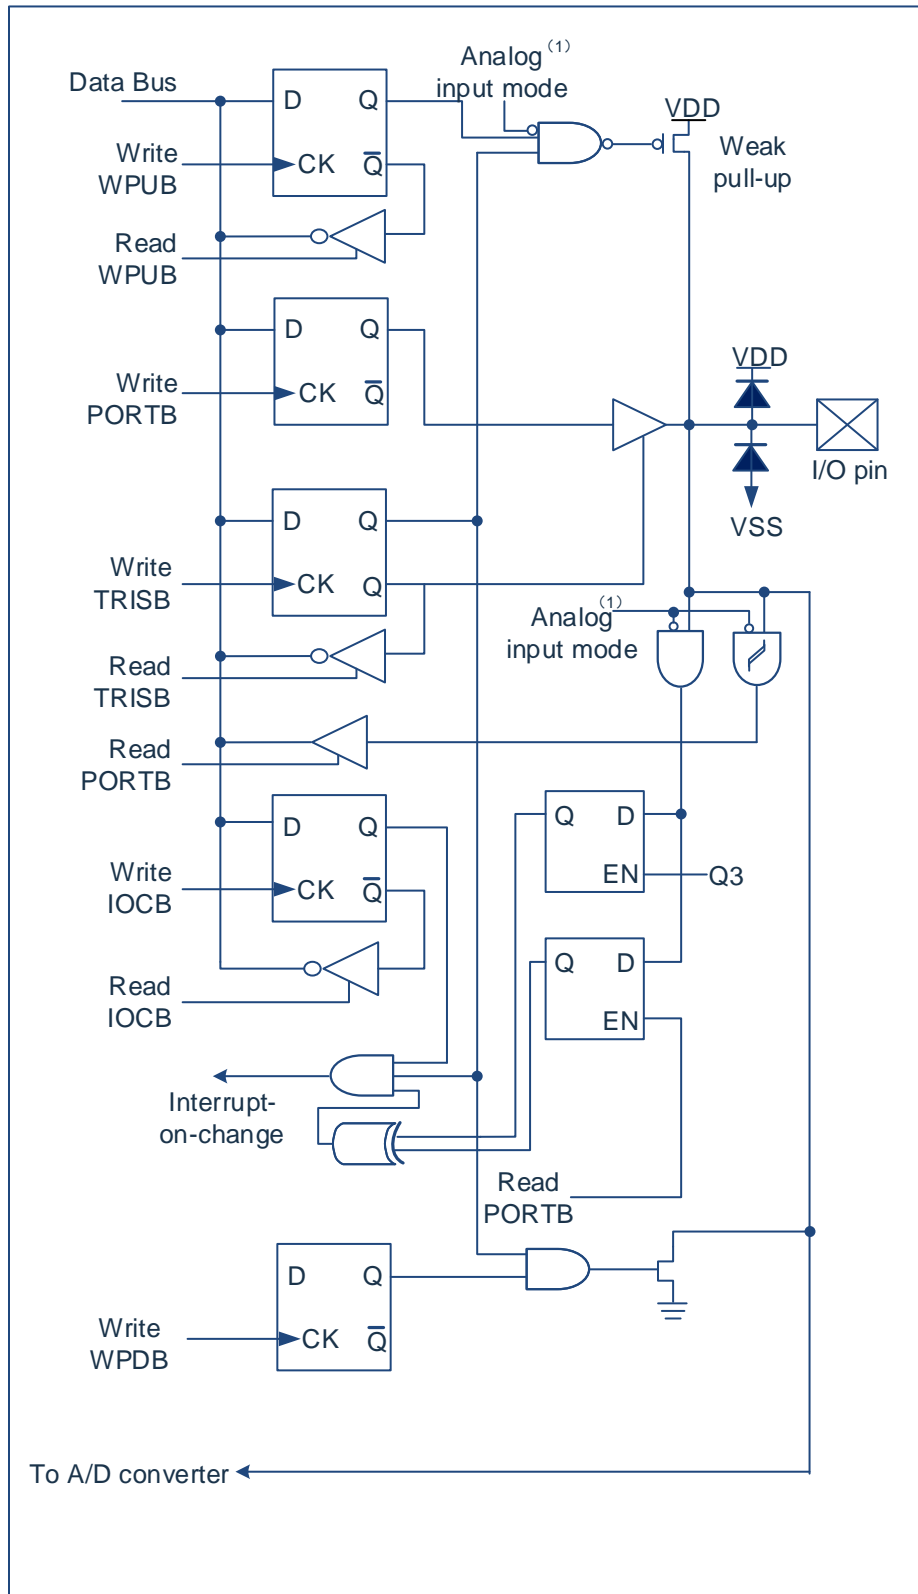 Analog(1)
input mode
Data Bus
D Q
VDD
Write
WPUB
CK Q
Weak
pull-up
Read
WPUB
D Q
Write
PORTB
CK Q
VDD
I/O pin
VSS
D Q
Write
TRISB
CK Q
Analog(1)
input mode
Read
TRISB
Read
PORTB
D Q
Q D
Write
IOCB
CK Q
EN
Q3
Q D
Read
IOCB
EN
Interrupt-
on-change
Read
PORTB
D Q
Write
WPDB
CK Q
To A/D converter